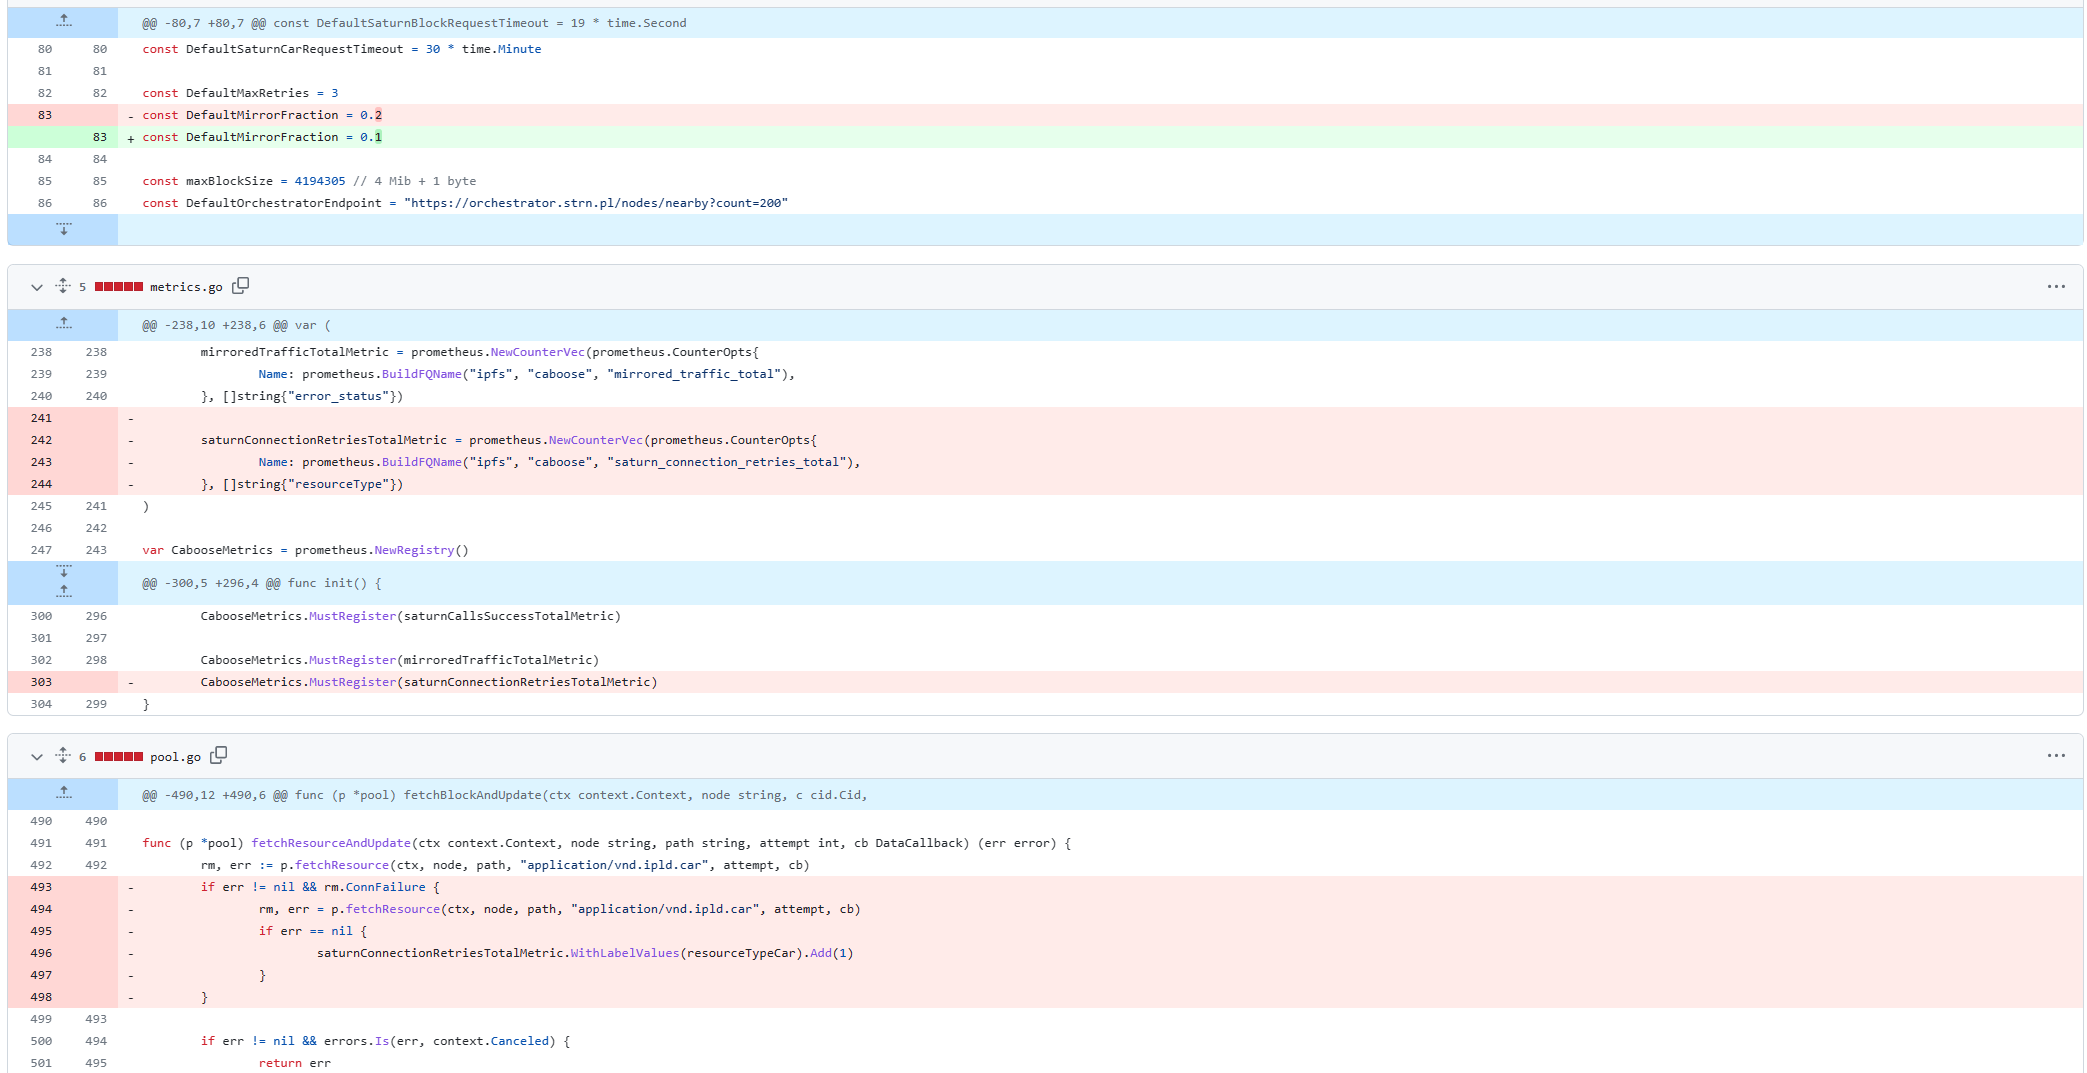 @@ -80,7 +80,7 @@ const DefaultSaturnBlockRequestTimeout = 19 * time.Second
80 80 const DefaultSaturnCarRequestTimeout = 30 * time.Minute
81 81
82 82 const DefaultMaxRetries = 3
83 - const DefaultMirrorFraction = 0.2
83 + const DefaultMirrorFraction = 0.1
84 84
85 85 const maxBlockSize = 4194305 // 4 Mib + 1 byte
86 86 const DefaultOrchestratorEndpoint = "https://orchestrator.strn.pl/nodes/nearby?count=200"
5 metrics.go
@@ -238,10 +238,6 @@ var (
238 238 mirroredTrafficTotalMetric = prometheus.NewCounterVec(prometheus.CounterOpts{
239 239 Name: prometheus.BuildFQName("ipfs", "caboose", "mirrored_traffic_total"),
240 240 }, []string{"error_status"})
241 -
242 - saturnConnectionRetriesTotalMetric = prometheus.NewCounterVec(prometheus.CounterOpts{
243 - Name: prometheus.BuildFQName("ipfs", "caboose", "saturn_connection_retries_total"),
244 - }, []string{"resourceType"})
245 241 )
246 242
247 243 var CabooseMetrics = prometheus.NewRegistry()
@@ -300,5 +296,4 @@ func init() {
300 296 CabooseMetrics.MustRegister(saturnCallsSuccessTotalMetric)
301 297
302 298 CabooseMetrics.MustRegister(mirroredTrafficTotalMetric)
303 - CabooseMetrics.MustRegister(saturnConnectionRetriesTotalMetric)
304 299 }
6 pool.go
@@ -490,12 +490,6 @@ func (p *pool) fetchBlockAndUpdate(ctx context.Context, node string, c cid.Cid,
490 490
491 491 func (p *pool) fetchResourceAndUpdate(ctx context.Context, node string, path string, attempt int, cb DataCallback) (err error) {
492 492 rm, err := p.fetchResource(ctx, node, path, "application/vnd.ipld.car", attempt, cb)
493 - if err != nil && rm.ConnFailure {
494 - rm, err = p.fetchResource(ctx, node, path, "application/vnd.ipld.car", attempt, cb)
495 - if err == nil {
496 - saturnConnectionRetriesTotalMetric.WithLabelValues(resourceTypeCar).Add(1)
497 - }
498 - }
499 493
500 494 if err != nil && errors.Is(err, context.Canceled) {
501 495 return err